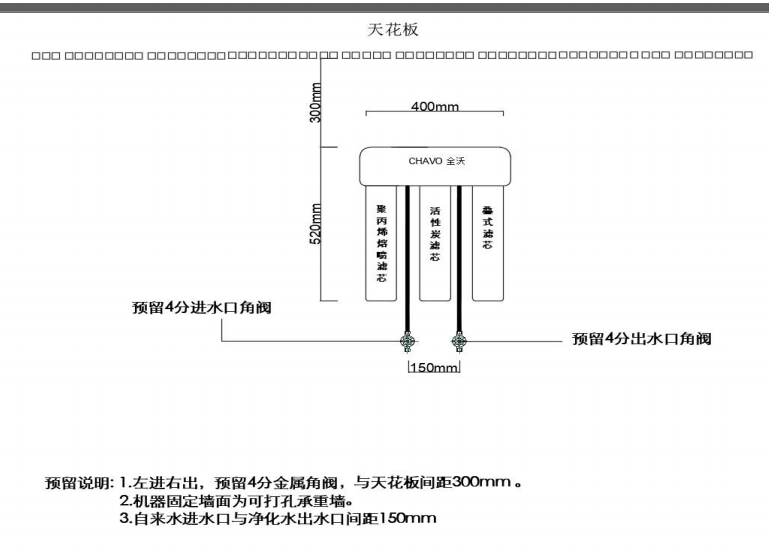 天花板
300mm
400mm
CHAVO 全沃
520mm
聚丙烯熔喷滤芯
活性炭滤芯
叠式滤芯
预留4分进水口角阀
预留4分出水口角阀
150mm
预留说明: 1.左进右出，预留4分金属角阀，与天花板间距300mm。
2.机器固定墙面为可打孔承重墙。
3.自来水进水口与净化水出水口间距150mm